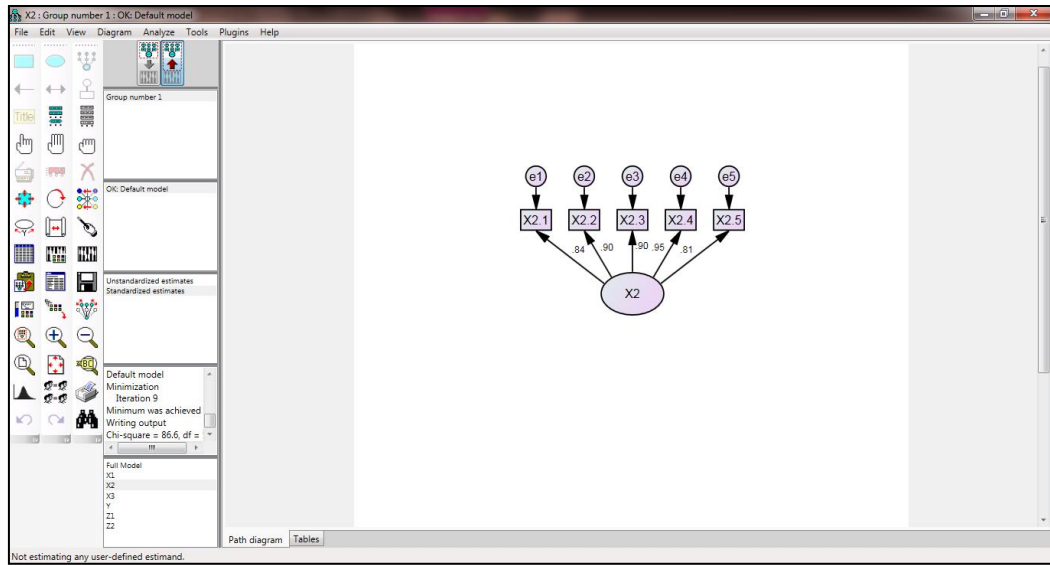 X2 : Group number 1 : OK: Default model
File Edit View Diagram Analyze Tools Plugins Help
Title
Group number 1
OK: Default model
Unstandardized estimates
Standardized estimates
Default model
Minimization
Iteration 9
Minimum was achieved
Writing output
Chi-square = 86.6, df =
Full Model
X1
X2
X3
Y
Z1
Z2
e1 e2 e3 e4 e5
X2.1 X2.2 X2.3 X2.4 X2.5
.84 .90 .90 .95 .81
X2
Path diagram Tables
Not estimating any user-defined estimand.